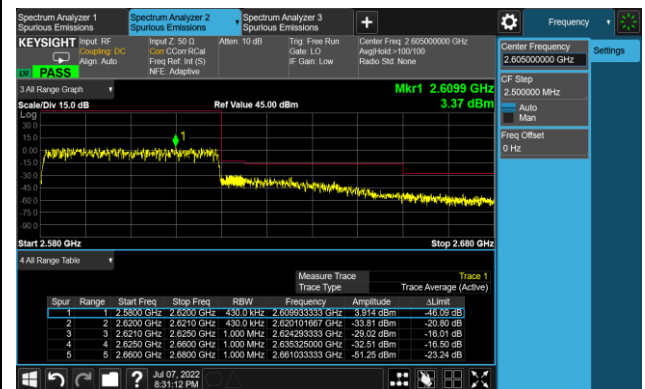 Spectrum Analyzer 1
Spurious Emissions
Spectrum Analyzer 2
Spurious Emissions
Spectrum Analyzer 3
Spurious Emissions
Frequency
KEYSIGHT
Input: RF
Coupling: DC
Align: Auto
Input Z: 50 Ω
Corr CCorr RCal
Freq Ref: Int (S)
NFE: Adaptive
Atten: 10 dB
Trig: Free Run
Gate: LO
IF Gain: Low
Center Freq: 2.605000000 GHz
Avg|Hold:>100/100
Radio Std: None
PASS
Center Frequency
2.605000000 GHz
Settings
CF Step
2.500000 MHz
Auto
Man
Freq Offset
0 Hz
3 All Range Graph
Mkr1 2.6099 GHz
Scale/Div 15.0 dB
Ref Value 45.00 dBm
3.37 dBm
Log
30.0
15.0
0.00
-15.0
-30.0
-45.0
-60.0
-75.0
-90.0
1
Start 2.580 GHz
Stop 2.680 GHz
4 All Range Table
Measure Trace Trace 1
Trace Type Trace Average (Active)
Spur Range Start Freq Stop Freq RBW Frequency Amplitude ΔLimit
1 1 2.5800 GHz 2.6200 GHz 430.0 kHz 2.609933333 GHz 3.914 dBm -46.09 dB
2 2 2.6200 GHz 2.6210 GHz 430.0 kHz 2.620101667 GHz -33.81 dBm -20.80 dB
3 3 2.6210 GHz 2.6250 GHz 1.000 MHz 2.624293333 GHz -29.02 dBm -16.01 dB
4 4 2.6250 GHz 2.6600 GHz 1.000 MHz 2.635325000 GHz -32.51 dBm -16.50 dB
5 5 2.6600 GHz 2.6800 GHz 1.000 MHz 2.661033333 GHz -51.25 dBm -23.24 dB
Jul 07, 2022
8:31:12 PM